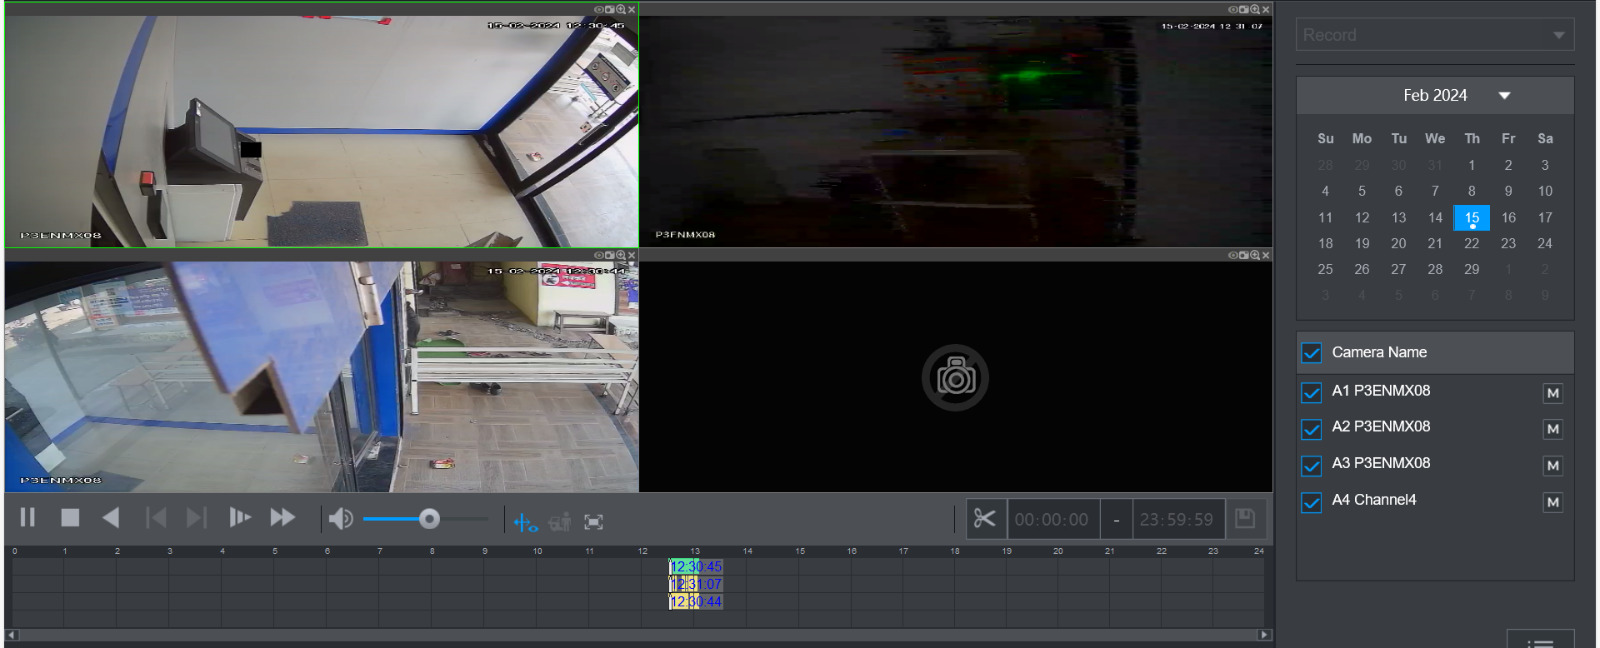 15-02-2024 12:30:45
P3ENMX08
15-02-2024 12 31 07
P3FNMX08
15-02-2024 12:30:44
P3ENMX08
00:00:00 - 23:59:59
0 1 2 3 4 5 6 7 8 9 10 11 12 13 14 15 16 17 18 19 20 21 22 23 24
12:30:45
12:31:07
12:30:44
Record
Feb 2024
Su Mo Tu We Th Fr Sa
28 29 30 31 1 2 3
4 5 6 7 8 9 10
11 12 13 14 15 16 17
18 19 20 21 22 23 24
25 26 27 28 29 1 2
3 4 5 6 7 8 9
Camera Name
A1 P3ENMX08 M
A2 P3ENMX08 M
A3 P3ENMX08 M
A4 Channel4 M